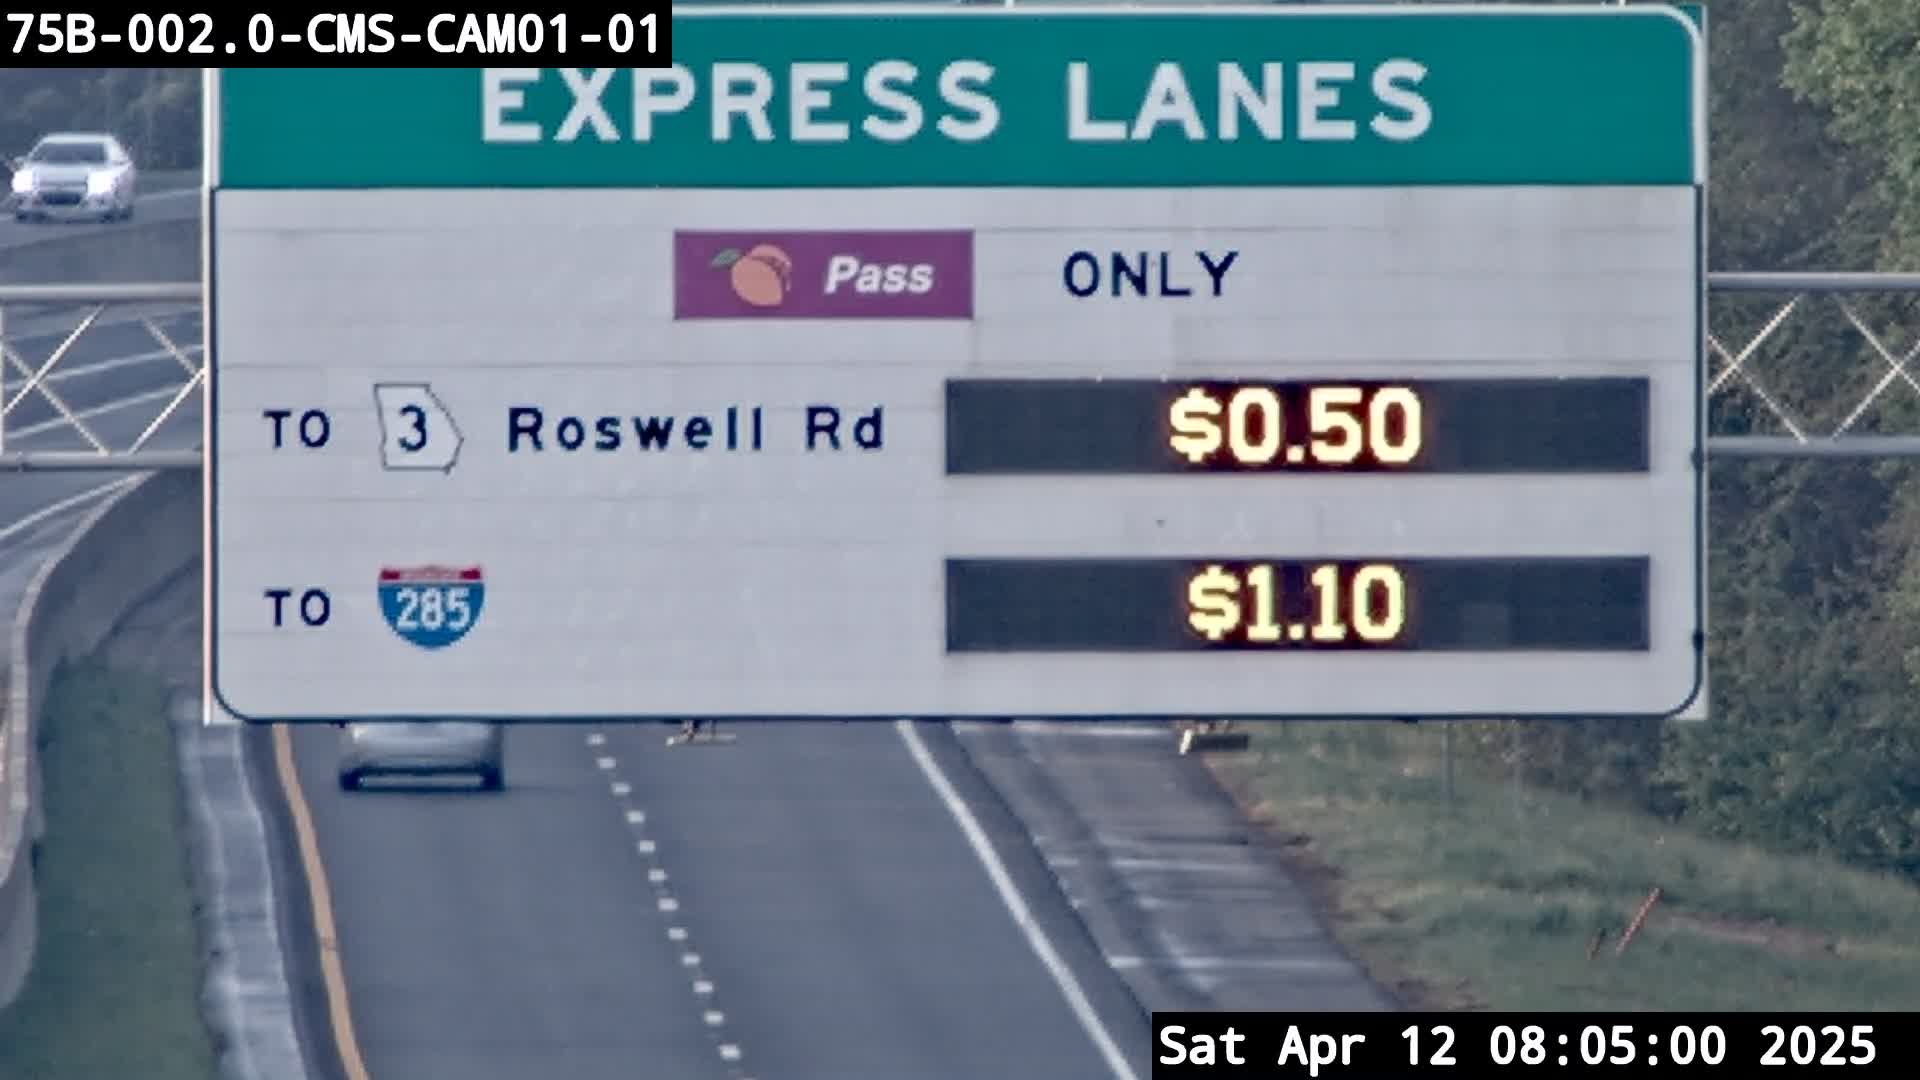 75B-002.0-CMS-CAM01-01
EXPRESS LANES
Pass ONLY
TO 3 Roswell Rd $0.50
TO 285 $1.10
Sat Apr 12 08:05:00 2025